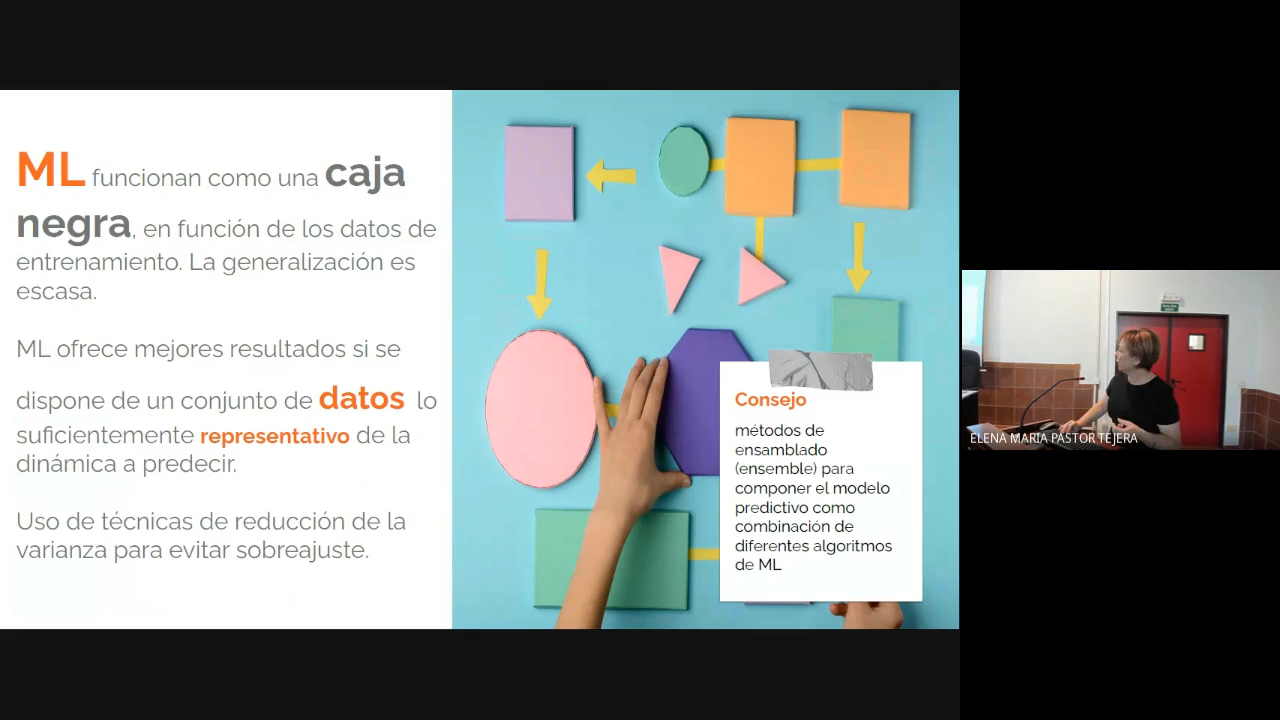 ML funcionan como una caja
negra, en función de los datos de
entrenamiento. La generalización es
escasa.
ML ofrece mejores resultados si se
dispone de un conjunto de datos lo
suficientemente representativo de la
dinámica a predecir.
Uso de técnicas de reducción de la
varianza para evitar sobreajuste.
Consejo
métodos de
ensamblado
(ensemble) para
componer el modelo
predictivo como
combinación de
diferentes algoritmos
de ML
ELENA MARIA PASTOR TEJERA